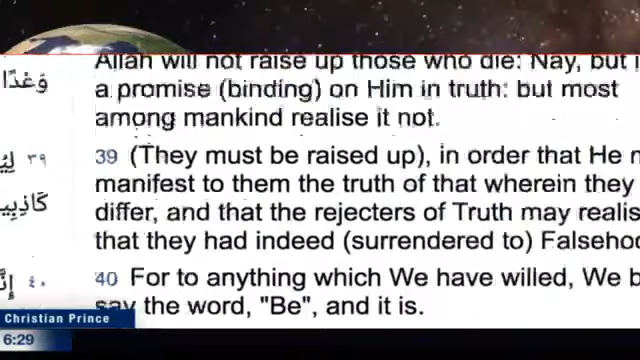 Allah will not raise up those who die: Nay, but i
a promise (binding) on Him in truth: but most
among mankind realise it not.
وَعْدًا
39 (They must be raised up), in order that He m
manifest to them the truth of that wherein they
differ, and that the rejecters of Truth may realis
that they had indeed (surrendered to) Falsehoo
٣٩
40 For to anything which We have willed, We b
say the word, "Be", and it is.
٤٠
Christian Prince
6:29